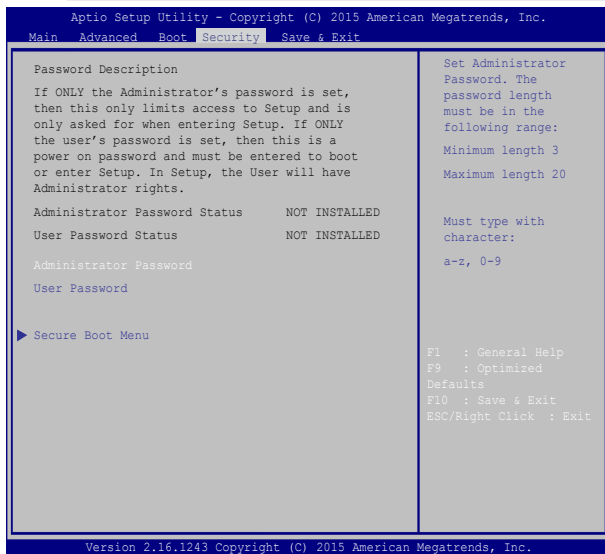 Aptio Setup Utility - Copyright (C) 2015 American Megatrends, Inc.
Main Advanced Boot Security Save & Exit
Password Description
If ONLY the Administrator's password is set,
then this only limits access to Setup and is
only asked for when entering Setup. If ONLY
the user's password is set, then this is a
power on password and must be entered to boot
or enter Setup. In Setup, the User will have
Administrator rights.
Administrator Password Status NOT INSTALLED
User Password Status NOT INSTALLED
Administrator Password
User Password
Secure Boot Menu
Set Administrator
Password. The
password length
must be in the
following range:
Minimum length 3
Maximum length 20
Must type with
character:
a-z, 0-9
F1 : General Help
F9 : Optimized
Defaults
F10 : Save & Exit
ESC/Right Click : Exit
Version 2.16.1243 Copyright (C) 2015 American Megatrends, Inc.